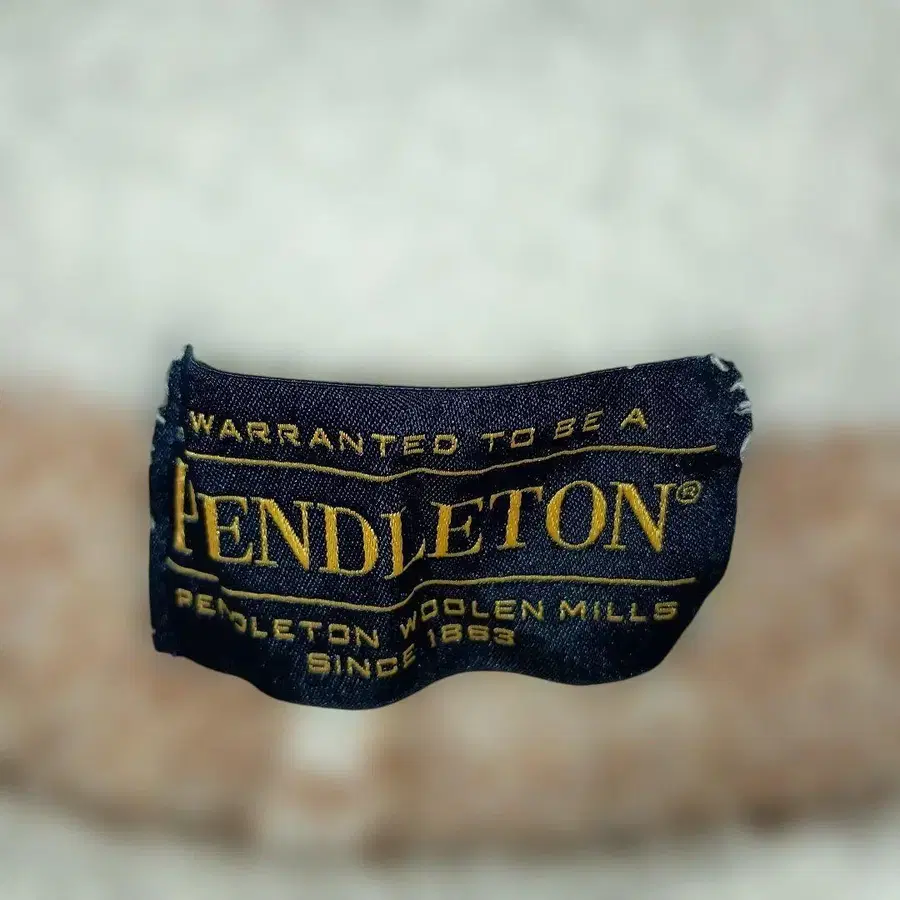 WARRANTED TO BE A
PENDLETON®
PENDLETON WOOLEN MILLS
SINCE 1863